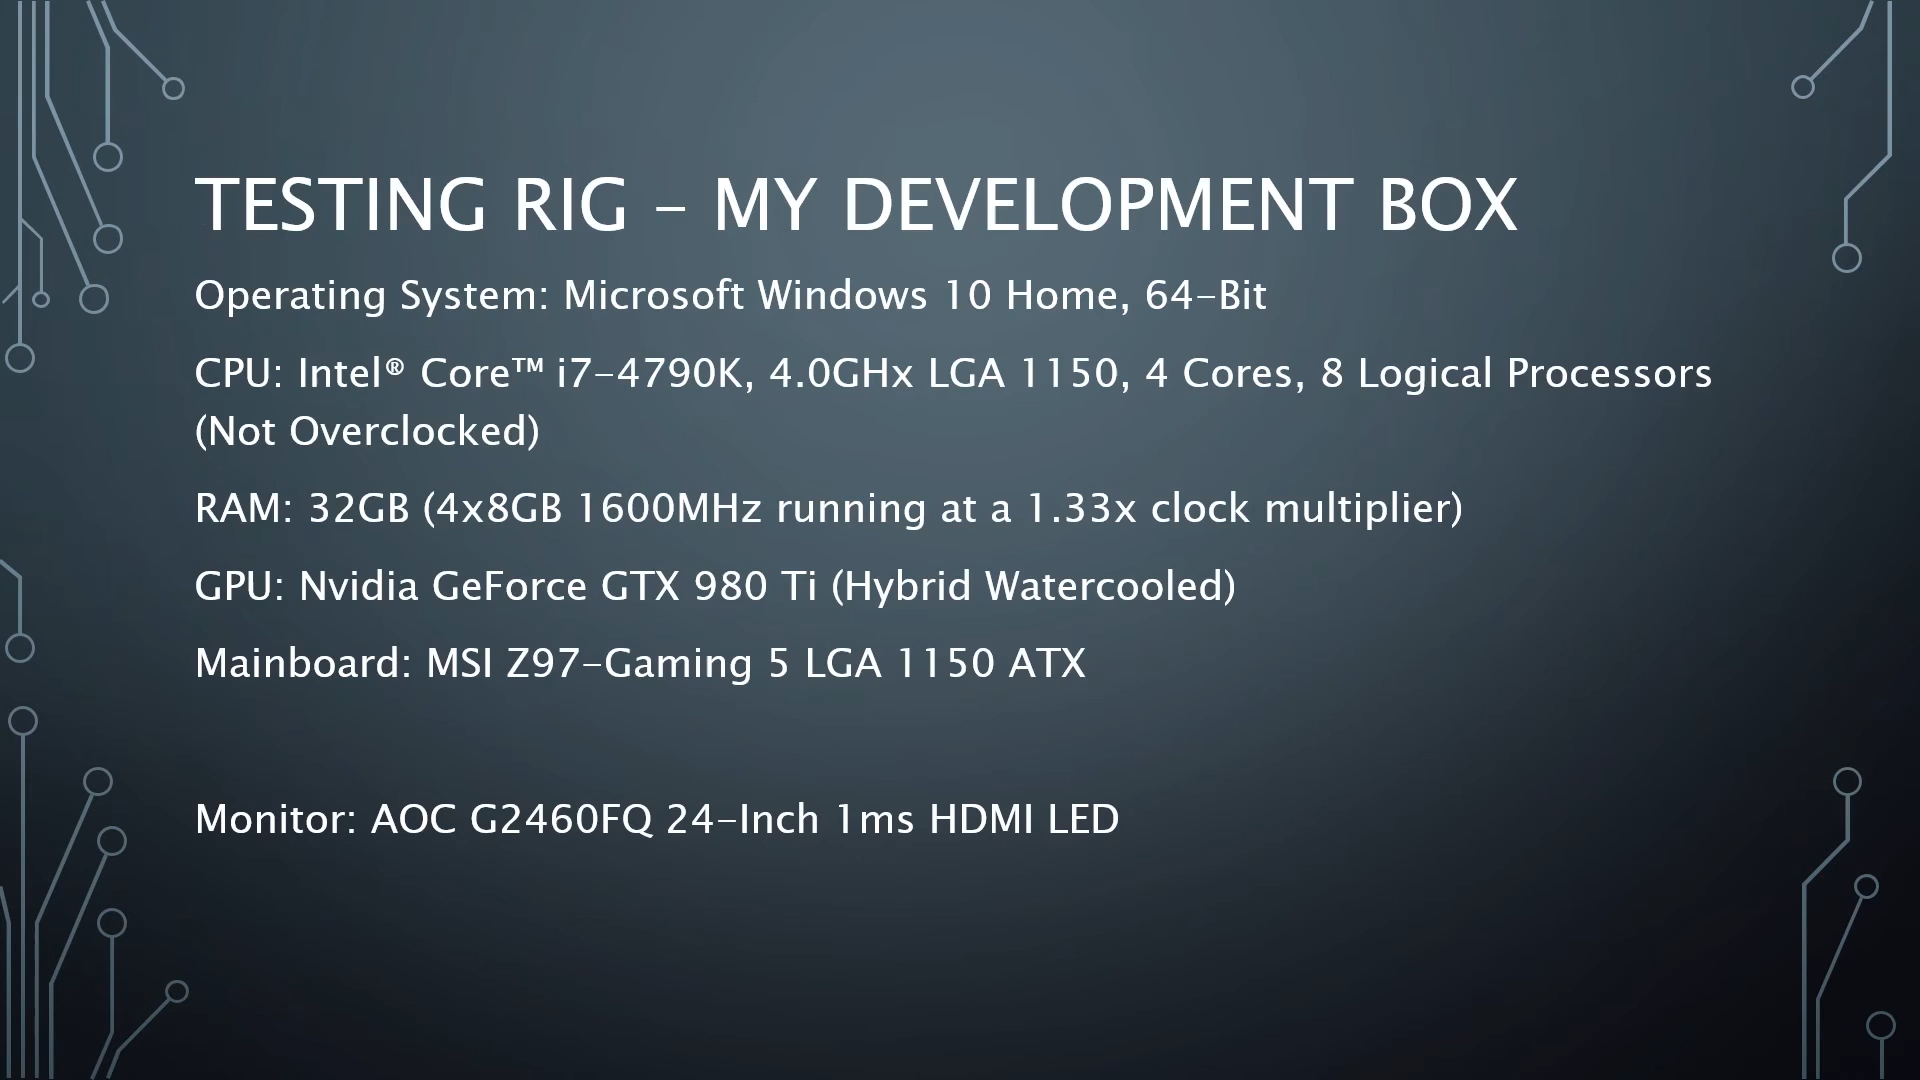 TESTING RIG – MY DEVELOPMENT BOX
Operating System: Microsoft Windows 10 Home, 64-Bit
CPU: Intel® Core™ i7-4790K, 4.0GHx LGA 1150, 4 Cores, 8 Logical Processors
(Not Overclocked)
RAM: 32GB (4x8GB 1600MHz running at a 1.33x clock multiplier)
GPU: Nvidia GeForce GTX 980 Ti (Hybrid Watercooled)
Mainboard: MSI Z97-Gaming 5 LGA 1150 ATX
Monitor: AOC G2460FQ 24-Inch 1ms HDMI LED